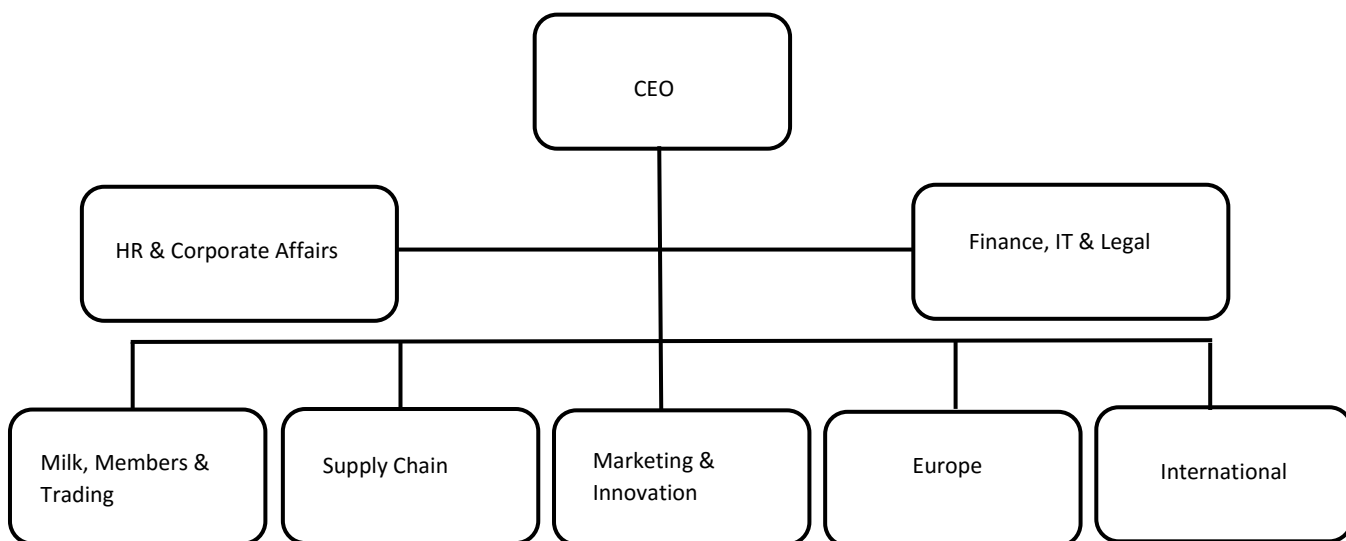 CEO
HR & Corporate Affairs
Finance, IT & Legal
Milk, Members &
Trading
Supply Chain
Marketing &
Innovation
Europe
International